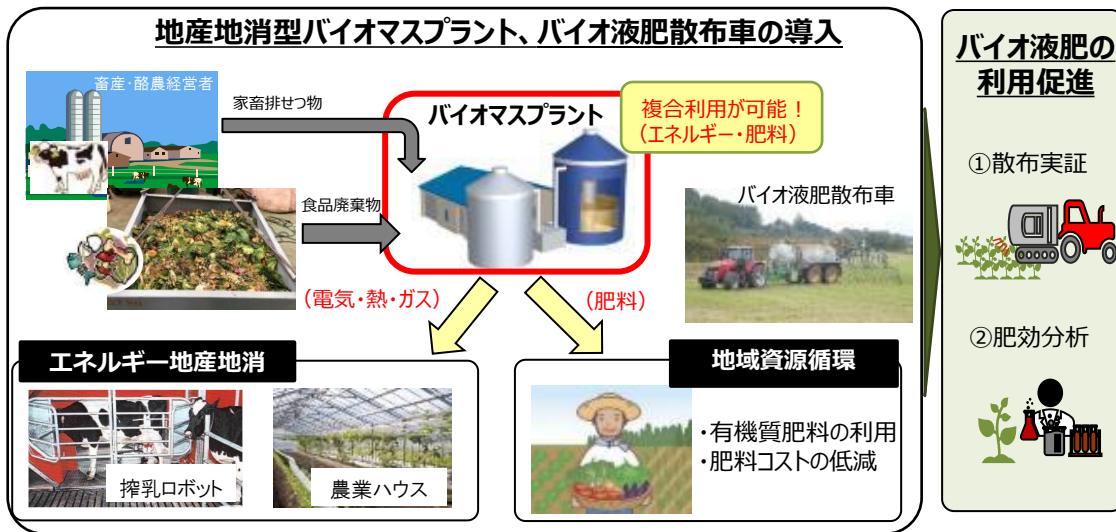 地産地消型バイオマスプラント、バイオ液肥散布車の導入
畜産・酪農経営者
家畜排せつ物
バイオマスプラント
複合利用が可能！
（エネルギー・肥料）
食品廃棄物
バイオ液肥散布車
（電気・熱・ガス）
（肥料）
エネルギー地産地消
搾乳ロボット
農業ハウス
地域資源循環
・有機質肥料の利用
・肥料コストの低減
バイオ液肥の
利用促進
①散布実証
②肥効分析